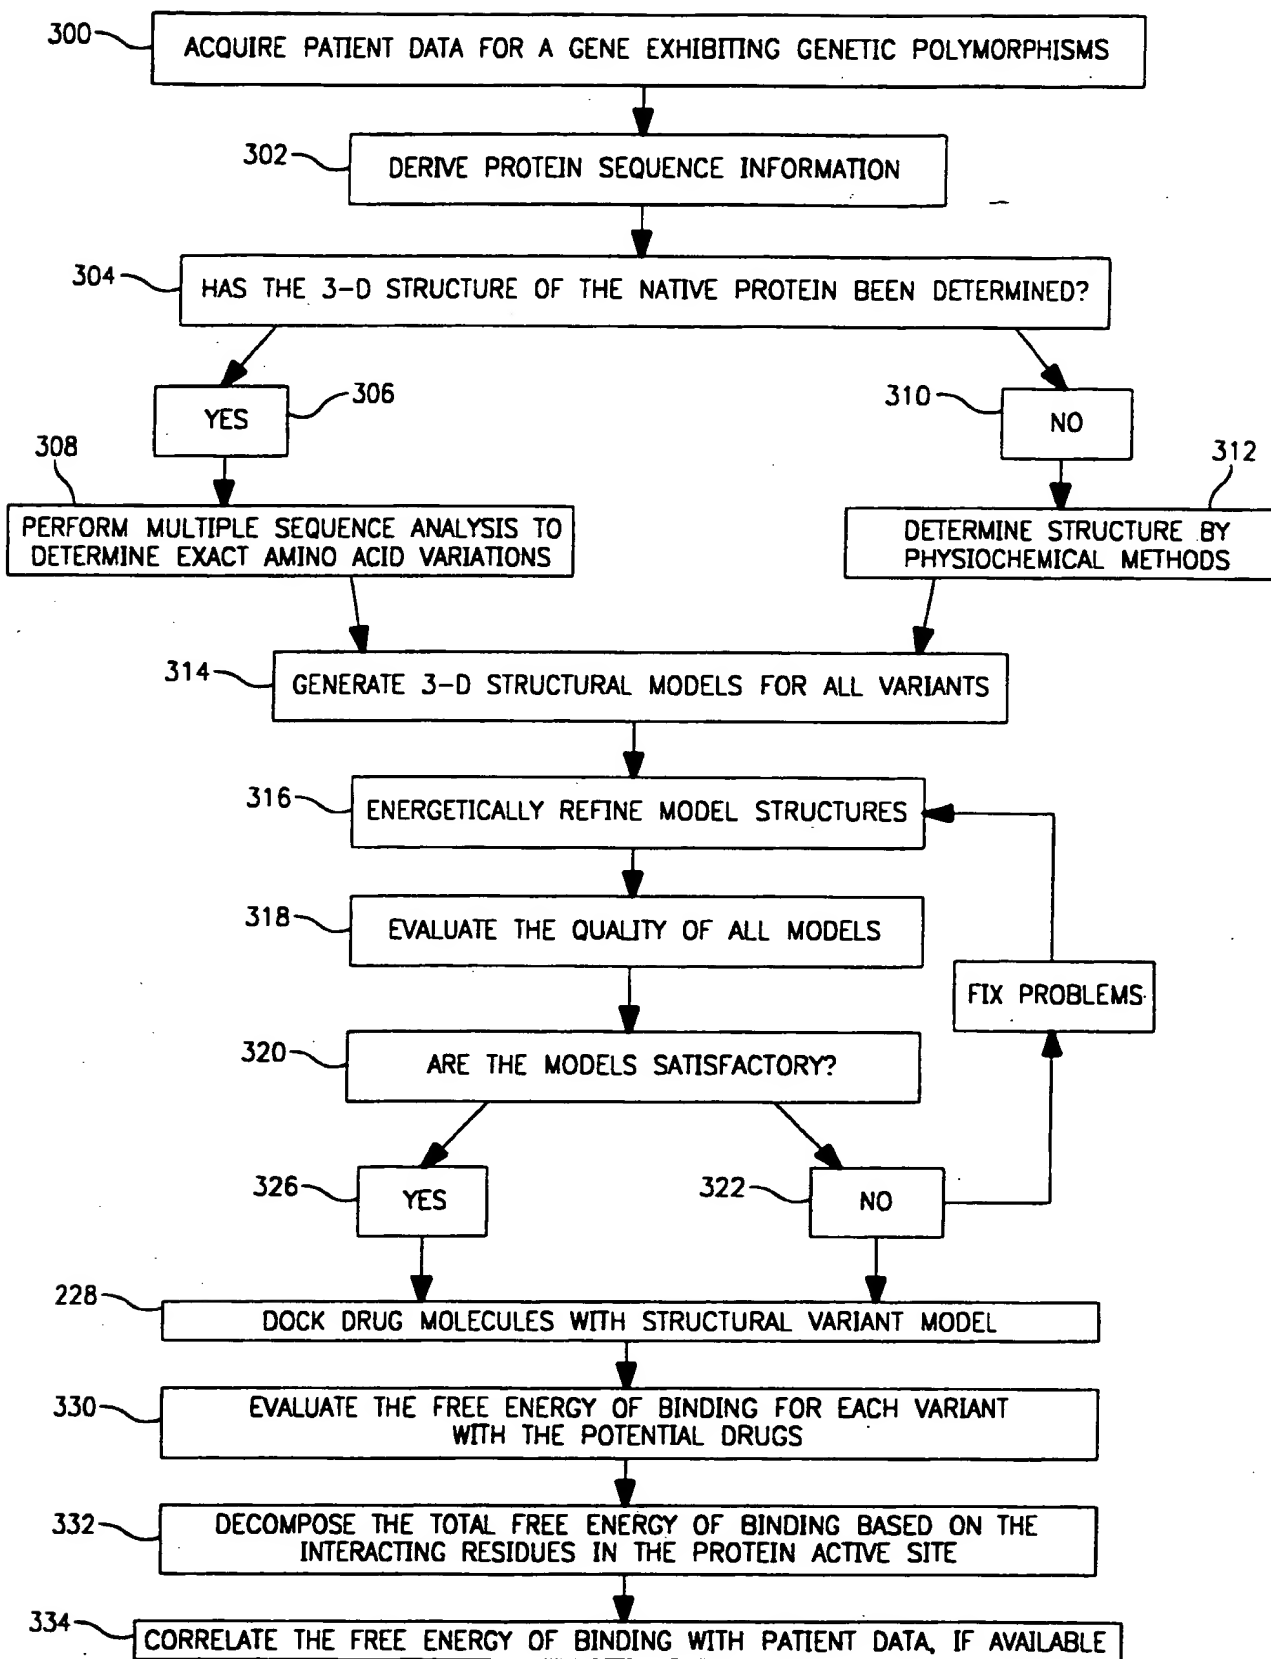 300
ACQUIRE PATIENT DATA FOR A GENE EXHIBITING GENETIC POLYMORPHISMS
302
DERIVE PROTEIN SEQUENCE INFORMATION
304
HAS THE 3-D STRUCTURE OF THE NATIVE PROTEIN BEEN DETERMINED?
YES
306
310
NO
308
312
PERFORM MULTIPLE SEQUENCE ANALYSIS TO
DETERMINE EXACT AMINO ACID VARIATIONS
DETERMINE STRUCTURE BY
PHYSIOCHEMICAL METHODS
314
GENERATE 3-D STRUCTURAL MODELS FOR ALL VARIANTS
316
ENERGETICALLY REFINE MODEL STRUCTURES
318
EVALUATE THE QUALITY OF ALL MODELS
FIX PROBLEMS
320
ARE THE MODELS SATISFACTORY?
326
YES
322
NO
228
DOCK DRUG MOLECULES WITH STRUCTURAL VARIANT MODEL
330
EVALUATE THE FREE ENERGY OF BINDING FOR EACH VARIANT
WITH THE POTENTIAL DRUGS
332
DECOMPOSE THE TOTAL FREE ENERGY OF BINDING BASED ON THE
INTERACTING RESIDUES IN THE PROTEIN ACTIVE SITE
334
CORRELATE THE FREE ENERGY OF BINDING WITH PATIENT DATA, IF AVAILABLE